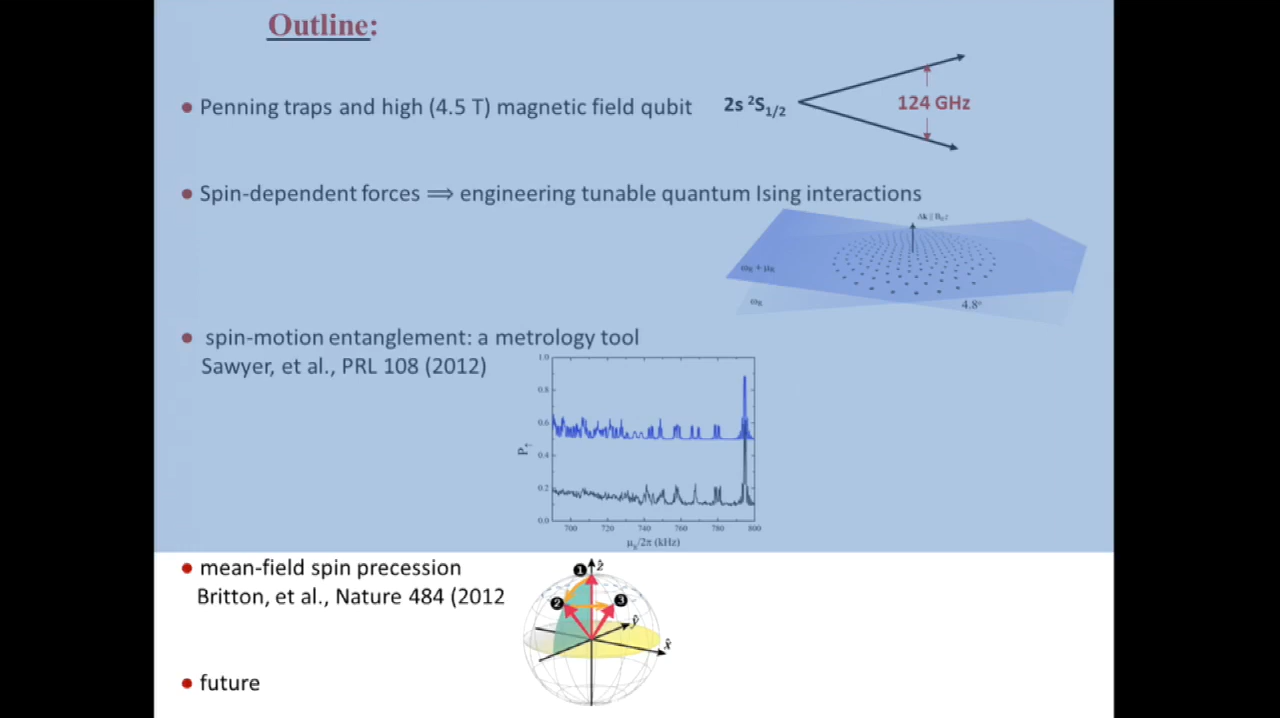 Outline:
• Penning traps and high (4.5 T) magnetic field qubit
2s ²S₁/₂
124 GHz
• Spin-dependent forces ⟹ engineering tunable quantum Ising interactions
4.8°
• spin-motion entanglement: a metrology tool
Sawyer, et al., PRL 108 (2012)
1.0
0.8
0.6
0.4
0.2
0.0
P↑
700 720 740 760 780 800
• mean-field spin precession
Britton, et al., Nature 484 (2012
1 ẑ
2 3
ŷ
x̂
• future